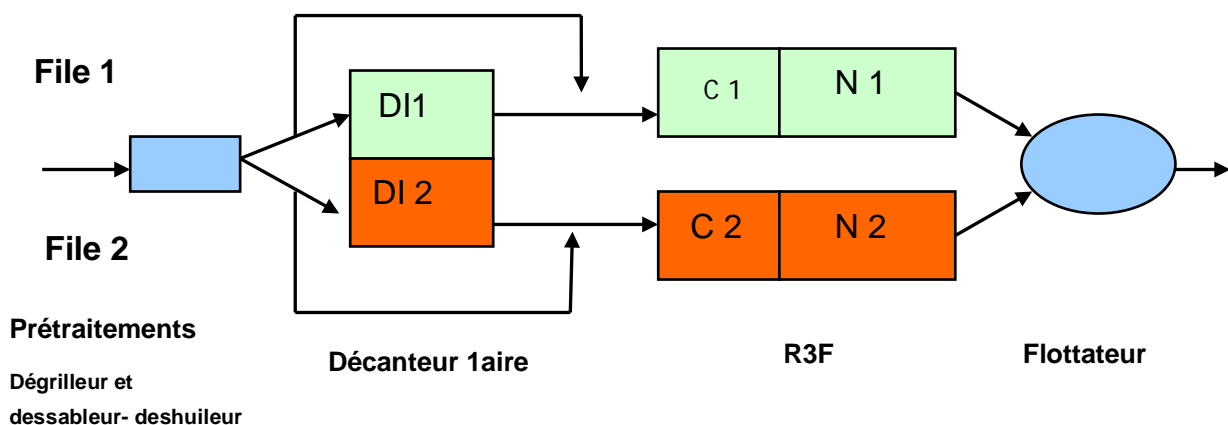 File 1
DI1
C 1
N 1
DI 2
C 2
N 2
File 2
Prétraitements
Dégrilleur et
dessableur- deshuileur
Décanteur 1aire
R3F
Flottateur